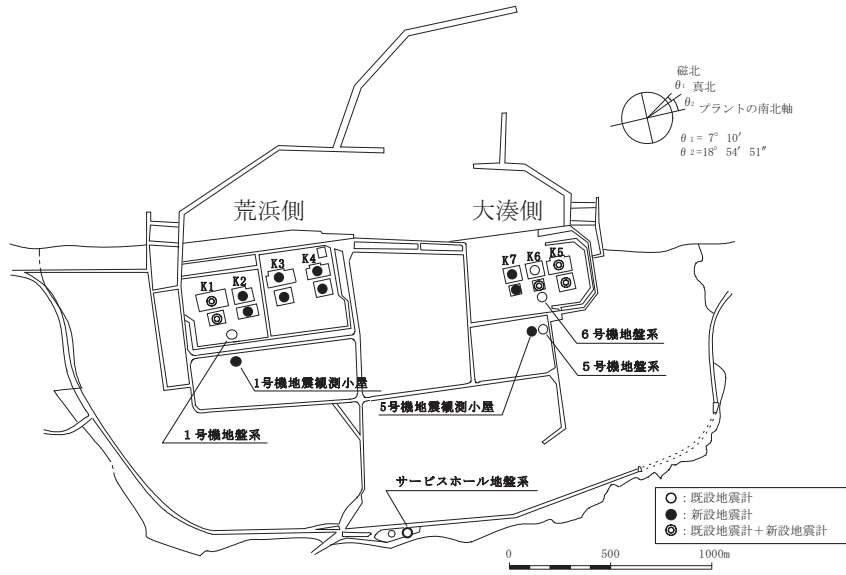 磁北
θ₁ 真北
θ₂ プラントの南北軸
θ₁= 7° 10′
θ₂=18° 54′ 51″
荒浜側
大湊側
K1
K2
K3
K4
K7
K6
K5
6号機地盤系
5号機地盤系
1号機地震観測小屋
5号機地震観測小屋
1号機地盤系
サービスホール地盤系
○ : 既設地震計
● : 新設地震計
◎ : 既設地震計+新設地震計
0 500 1000m